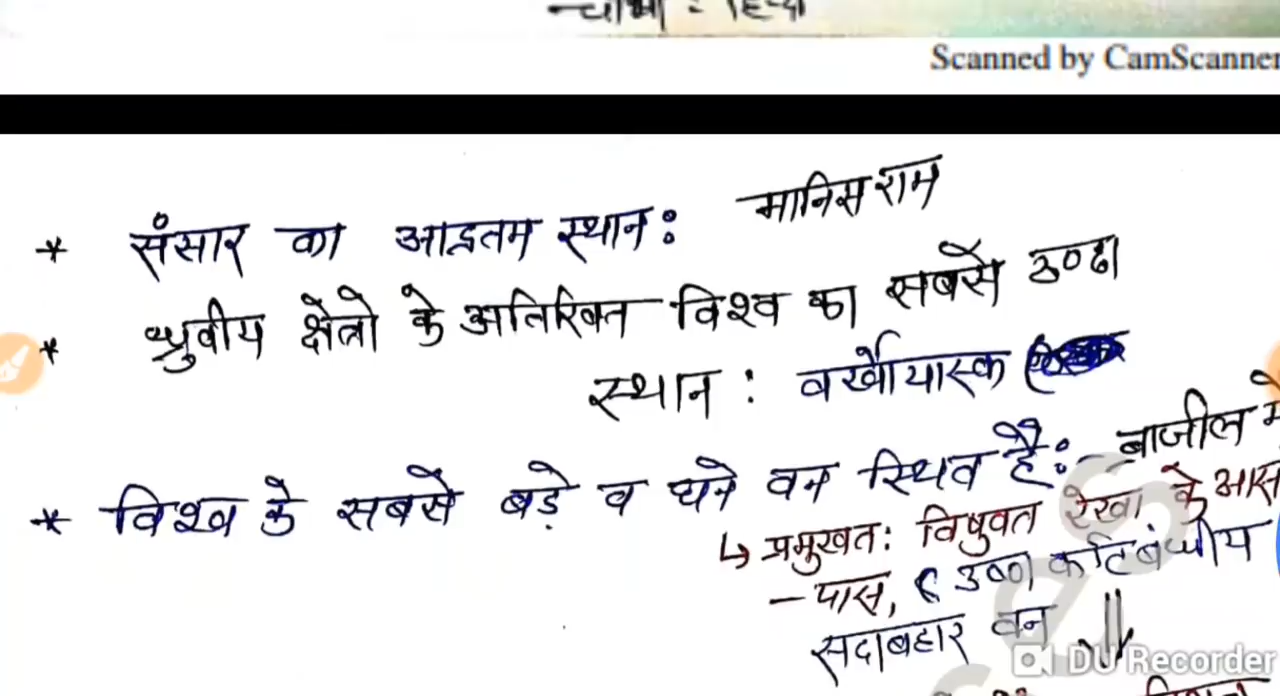 Scanned by CamScanner
* संसार का आद्रतम स्थान: मानिसराम
* ध्रुवीय क्षेत्रो के अतिरिक्त विश्व का सबसे ठण्डा
स्थान : वर्खोयास्क
* विश्व के सबसे बड़े व घने वन स्थित है:- ब्राजील मे
↳ प्रमुखत: विषुवत रेखा के आस
- पास, ( उष्ण कटिबंधीय
सदाबहार वन
DU Recorder